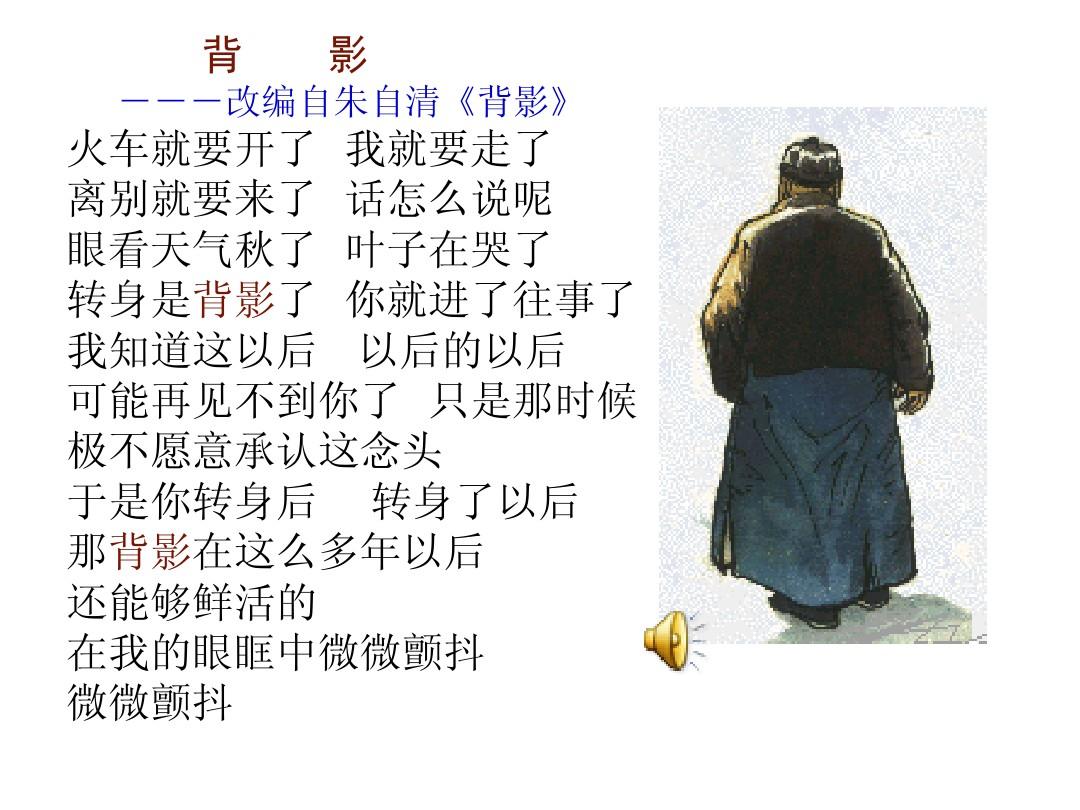 背 影
———改编自朱自清《背影》
火车就要开了 我就要走了
离别就要来了 话怎么说呢
眼看天气秋了 叶子在哭了
转身是背影了 你就进了往事了
我知道这以后 以后的以后
可能再见不到你了 只是那时候
极不愿意承认这念头
于是你转身后 转身了以后
那背影在这么多年以后
还能够鲜活的
在我的眼眶中微微颤抖
微微颤抖